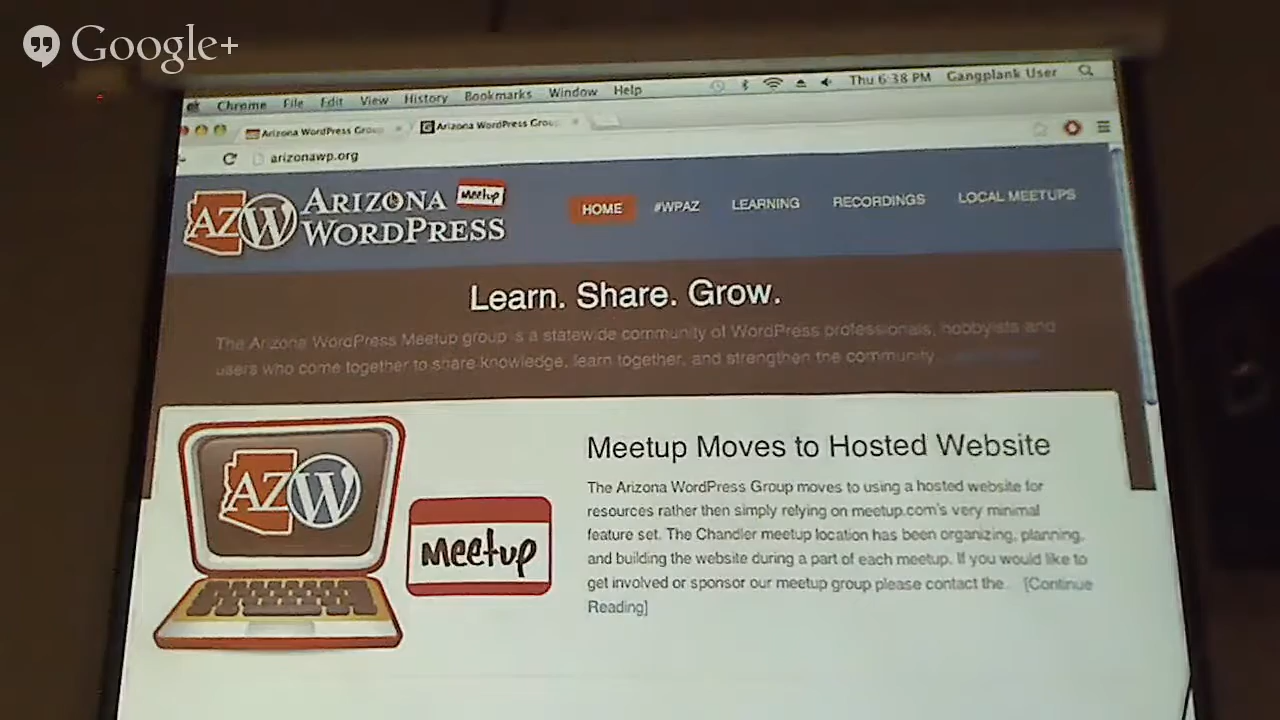 Google+
Chrome File Edit View History Bookmarks Window Help Thu 6:38 PM Gangplank User
Arizona WordPress Group Arizona WordPress Grou
arizonawp.org
AZW ARIZONA WORDPRESS Meetup
HOME #WPAZ LEARNING RECORDINGS LOCAL MEETUPS
Learn. Share. Grow.
The Arizona WordPress Meetup group is a statewide community of WordPress professionals, hobbyists and
users who come together to share knowledge, learn together, and strengthen the community.
AZW
Meetup
Meetup Moves to Hosted Website
The Arizona WordPress Group moves to using a hosted website for
resources rather then simply relying on meetup.com's very minimal
feature set. The Chandler meetup location has been organizing, planning,
and building the website during a part of each meetup. If you would like to
get involved or sponsor our meetup group please contact the... [Continue
Reading]